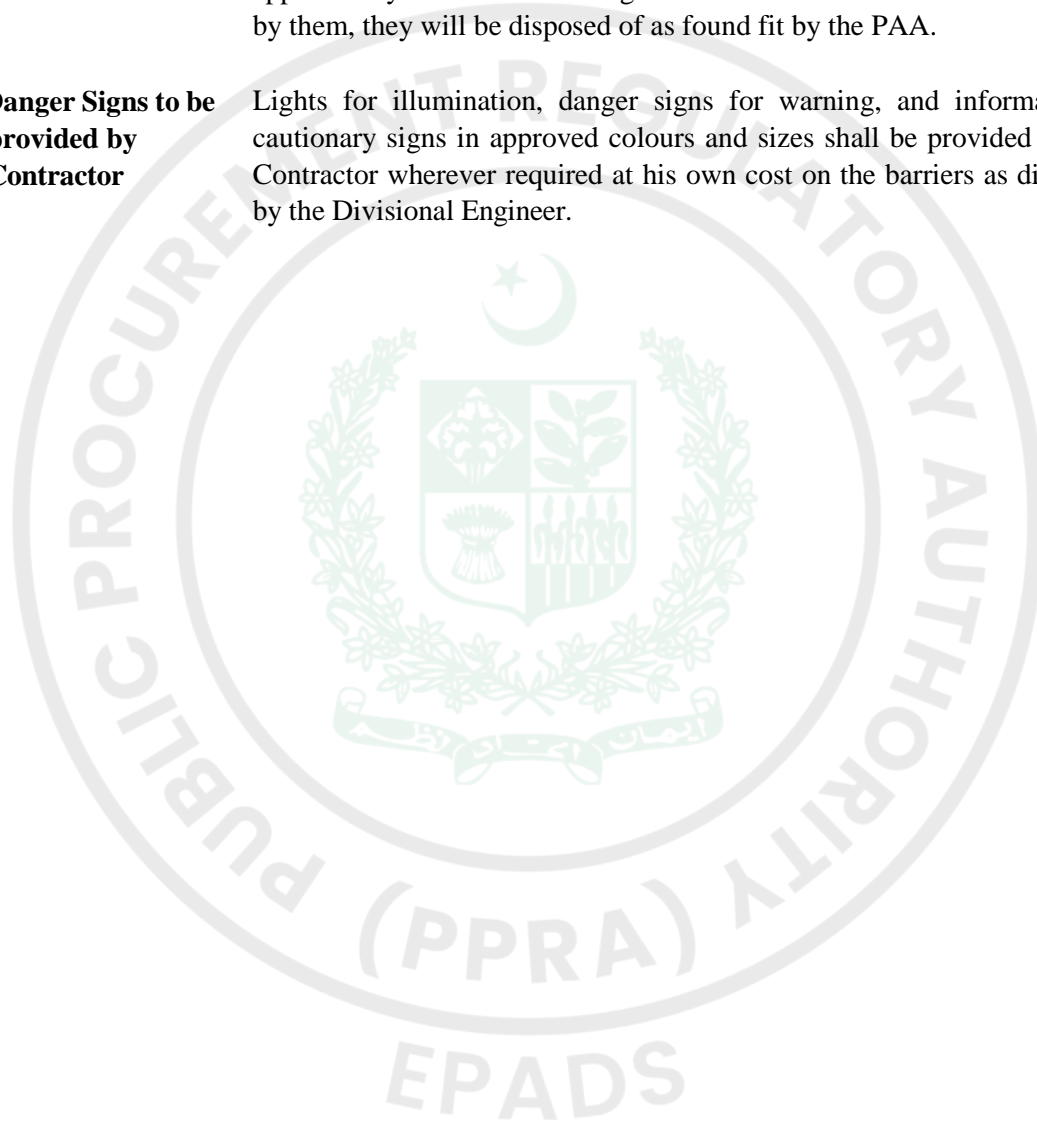 by them, they will be disposed of as found fit by the PAA.
Danger Signs to be
provided by
Contractor
Lights for illumination, danger signs for warning, and
cautionary signs in approved colours and sizes shall be provided
Contractor wherever required at his own cost on the barriers as
by the Divisional Engineer.
PUBLIC PROCUREMENT REGULATORY AUTHORITY
(PPRA)
EPADS